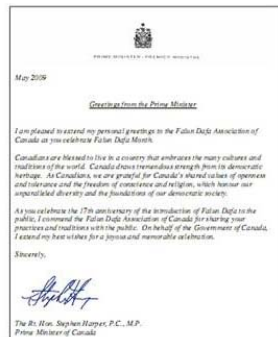 PRIME MINISTER · PREMIER MINISTRE
May 2009
Greetings from the Prime Minister
I am pleased to extend my personal greetings to the Falun Dafa Association of
Canada as you celebrate Falun Dafa Month.
Canadians are blessed to live in a country that embraces the many cultures and
traditions of the world. Canada draws tremendous strength from its democratic
heritage. As Canadians, we are grateful for Canada's shared values of openness
and tolerance and the freedom of conscience and religion, which honour our
unparalleled diversity and the foundations of our democratic society.
As you celebrate the 17th anniversary of the introduction of Falun Dafa to the
public, I commend the Falun Dafa Association of Canada for sharing your
practices and traditions with the public. On behalf of the Government of Canada,
I extend my best wishes for a joyous and memorable celebration.
Sincerely,
The Rt. Hon. Stephen Harper, P.C., M.P.
Prime Minister of Canada